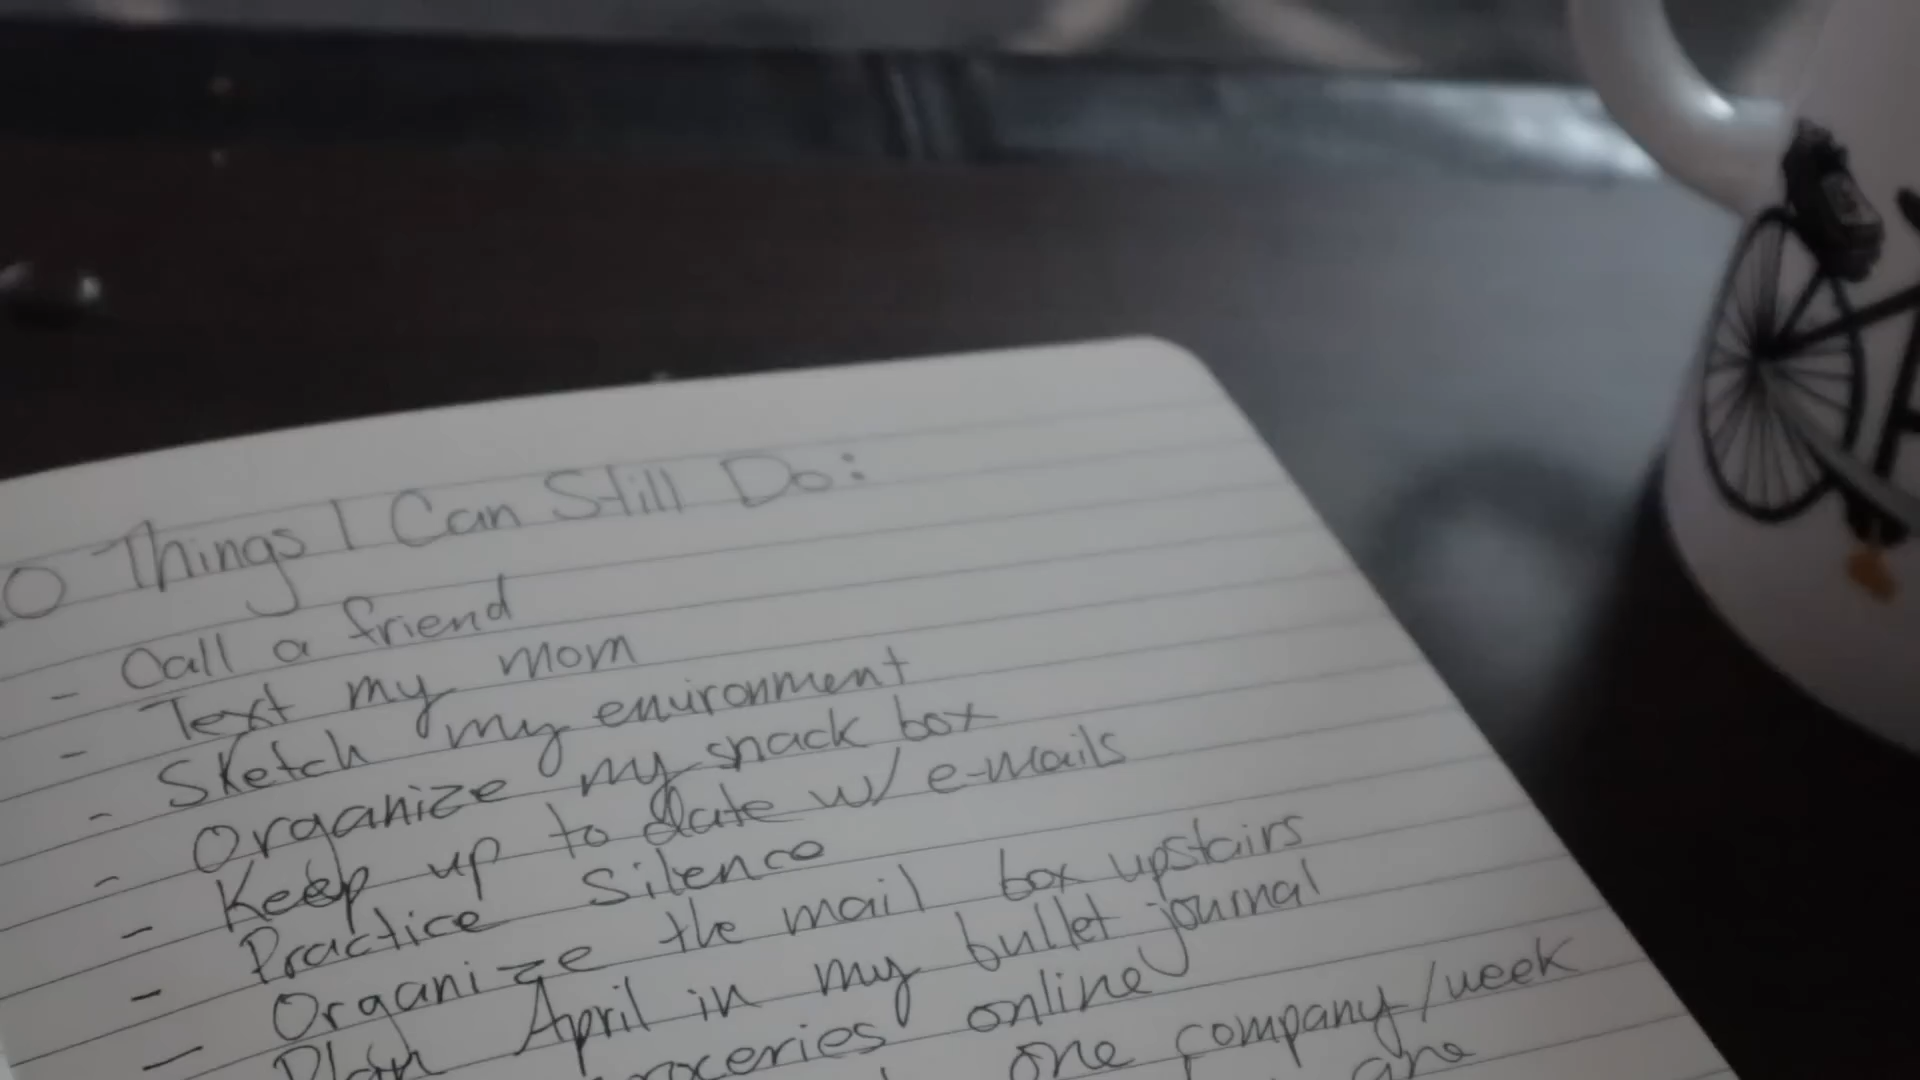 0 Things I Can Still Do:
- Call a friend
- Text my mom
- Sketch my environment
- Organize my snack box
- Keep up to date w/ e-mails
- Practice Silence
- Organize the mail box upstairs
Plan April in my bullet journal
online
one company/week
are